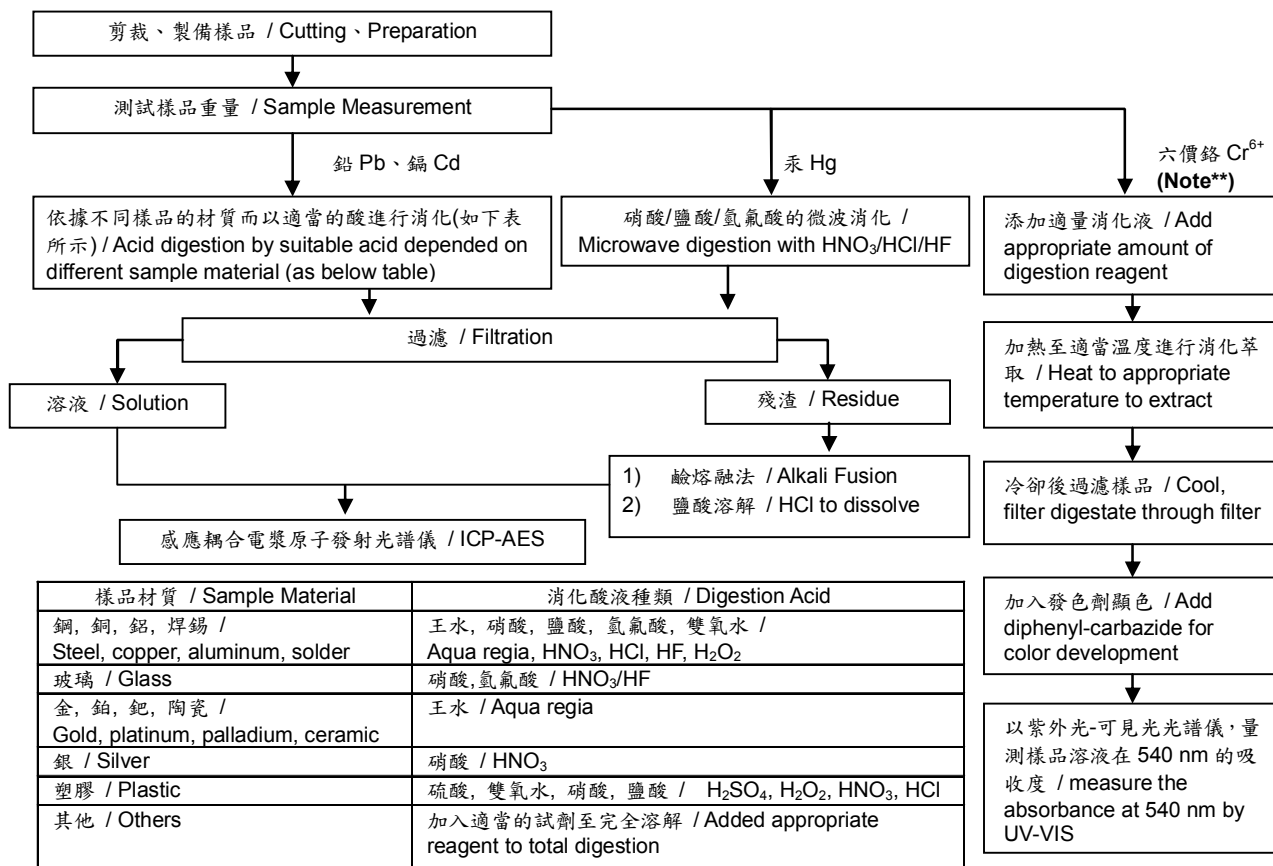 剪裁、製備樣品 / Cutting、Preparation
測試樣品重量 / Sample Measurement
鉛 Pb、鎘 Cd
汞 Hg
六價鉻 Cr⁶⁺
(Note**)
依據不同樣品的材質而以適當的酸進行消化(如下表
所示) / Acid digestion by suitable acid depended on
different sample material (as below table)
硝酸/鹽酸/氫氟酸的微波消化 /
Microwave digestion with HNO₃/HCl/HF
添加適量消化液 / Add
appropriate amount of
digestion reagent
過濾 / Filtration
加熱至適當溫度進行消化萃
取 / Heat to appropriate
temperature to extract
溶液 / Solution
殘渣 / Residue
1) 鹼熔融法 / Alkali Fusion
2) 鹽酸溶解 / HCl to dissolve
冷卻後過濾樣品 / Cool,
filter digestate through filter
感應耦合電漿原子發射光譜儀 / ICP-AES
加入發色劑顯色 / Add
diphenyl-carbazide for
color development
以紫外光-可見光光譜儀，量
測樣品溶液在 540 nm 的吸
收度 / measure the
absorbance at 540 nm by
UV-VIS
樣品材質 / Sample Material
消化酸液種類 / Digestion Acid
鋼, 銅, 鋁, 焊錫 /
Steel, copper, aluminum, solder
王水, 硝酸, 鹽酸, 氫氟酸, 雙氧水 /
Aqua regia, HNO₃, HCl, HF, H₂O₂
玻璃 / Glass
硝酸,氫氟酸 / HNO₃/HF
金, 鉑, 鈀, 陶瓷 /
Gold, platinum, palladium, ceramic
王水 / Aqua regia
銀 / Silver
硝酸 / HNO₃
塑膠 / Plastic
硫酸, 雙氧水, 硝酸, 鹽酸 / H₂SO₄, H₂O₂, HNO₃, HCl
其他 / Others
加入適當的試劑至完全溶解 / Added appropriate
reagent to total digestion